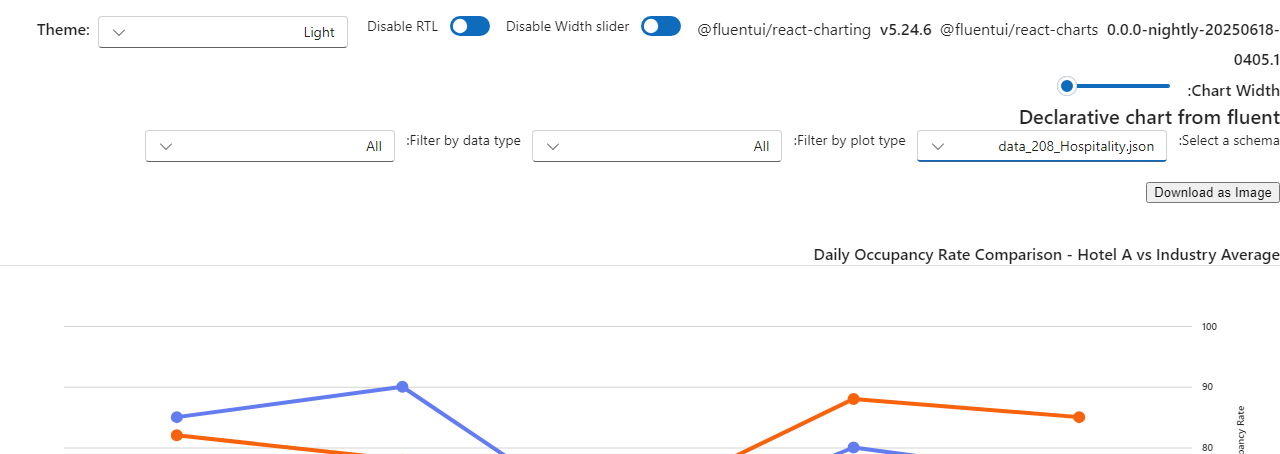 Theme: Light Disable RTL Disable Width slider @fluentui/react-charting v5.24.6 @fluentui/react-charts 0.0.0-nightly-20250618-
0405.1
:Chart Width
Declarative chart from fluent
:Select a schema data_208_Hospitality.json :Filter by plot type All :Filter by data type All
Download as Image
Daily Occupancy Rate Comparison - Hotel A vs Industry Average
100
90
80
Rate